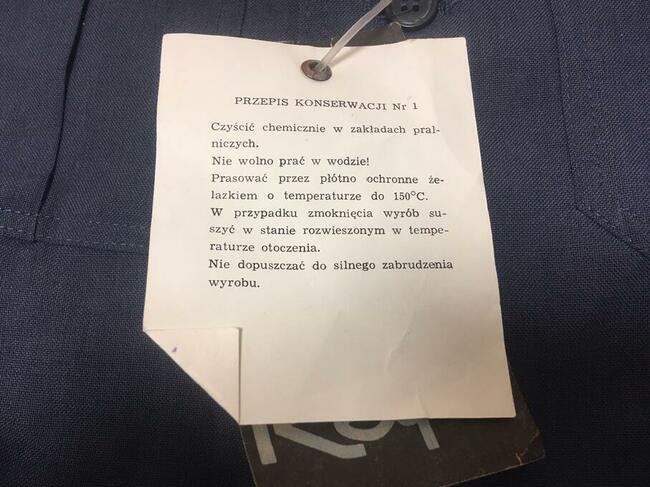 PRZEPIS KONSERWACJI Nr 1
Czyścić chemicznie w zakładach pral-
niczych.
Nie wolno prać w wodzie!
Prasować przez płótno ochronne że-
lazkiem o temperaturze do 150°C.
W przypadku zmoknięcia wyrób su-
szyć w stanie rozwieszonym w tempe-
raturze otoczenia.
Nie dopuszczać do silnego zabrudzenia
wyrobu.